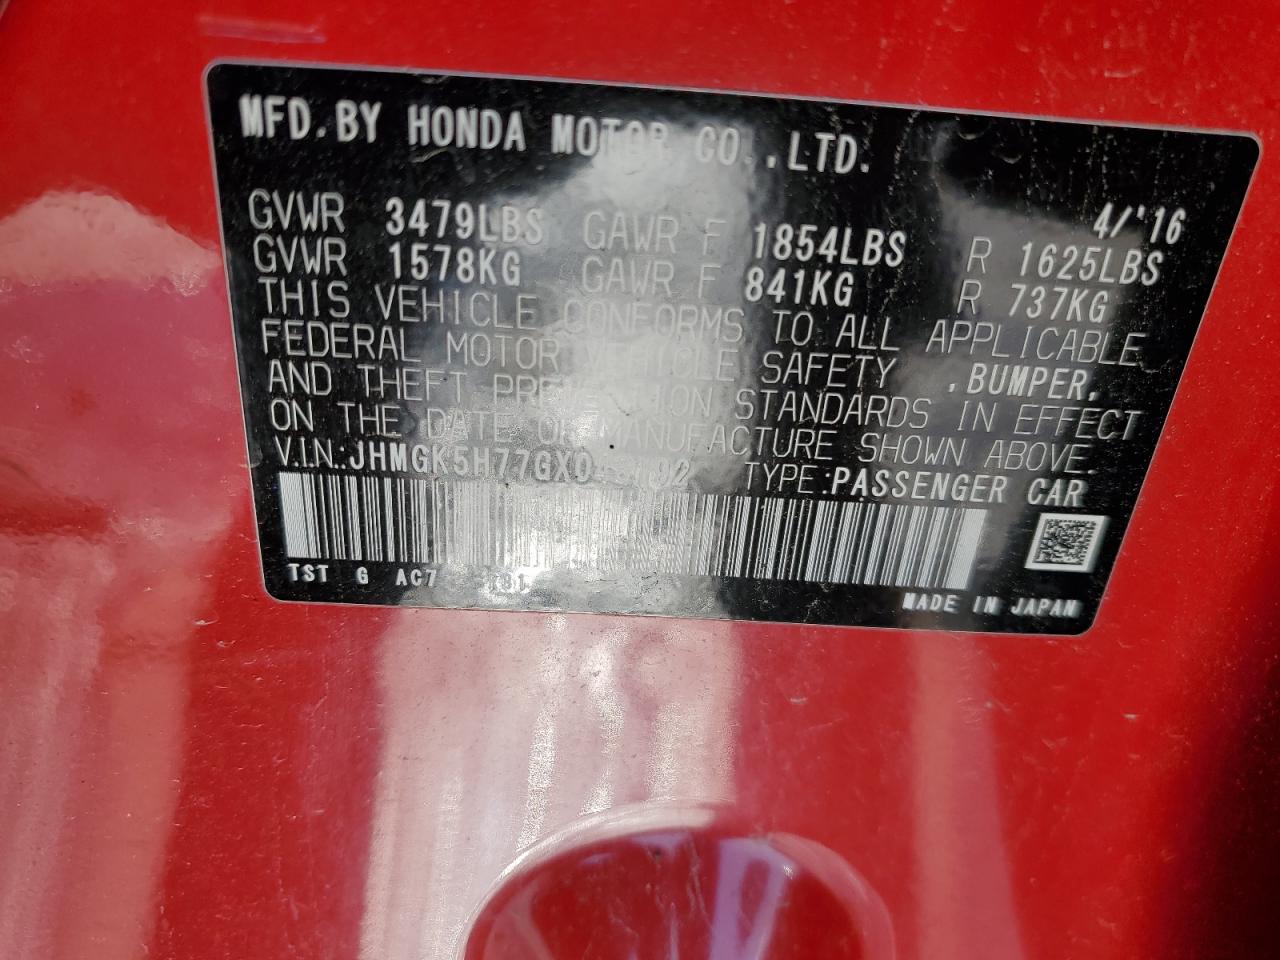 MFD. BY HONDA MOTOR CO., LTD.
4/'16
GVWR 3479LBS GAWR F 1854LBS R 1625LBS
GVWR 1578KG GAWR F 841KG R 737KG
THIS VEHICLE CONFORMS TO ALL APPLICABLE
FEDERAL MOTOR VEHICLE SAFETY , BUMPER,
AND THEFT PREVENTION STANDARDS IN EFFECT
ON THE DATE OF MANUFACTURE SHOWN ABOVE.
V.I.N.: TYPE: PASSENGER CAR
TST G AC7
MADE IN JAPAN